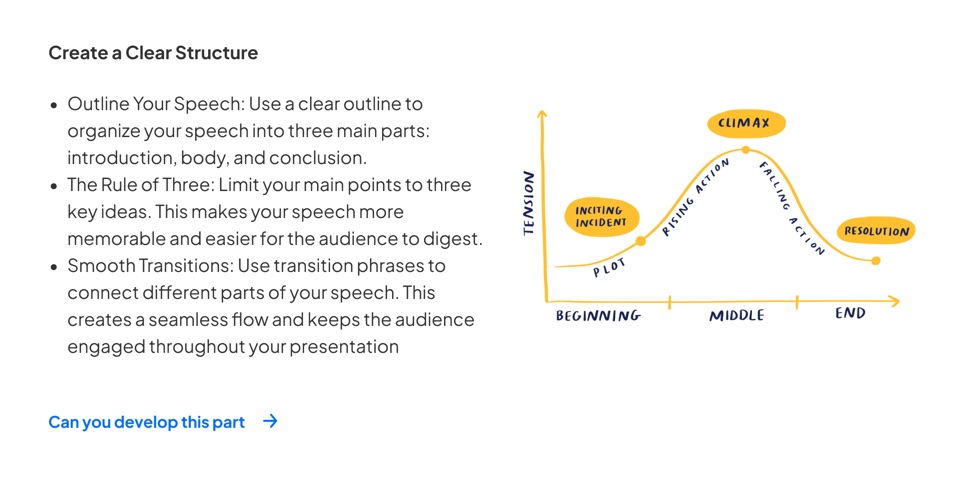 Create a Clear Structure
• Outline Your Speech: Use a clear outline to
organize your speech into three main parts:
introduction, body, and conclusion.
• The Rule of Three: Limit your main points to three
key ideas. This makes your speech more
memorable and easier for the audience to digest.
• Smooth Transitions: Use transition phrases to
connect different parts of your speech. This
creates a seamless flow and keeps the audience
engaged throughout your presentation
Can you develop this part →
TENSION
CLIMAX
INCITING
INCIDENT
RISING ACTION
FALLING ACTION
RESOLUTION
PLOT
BEGINNING
MIDDLE
END